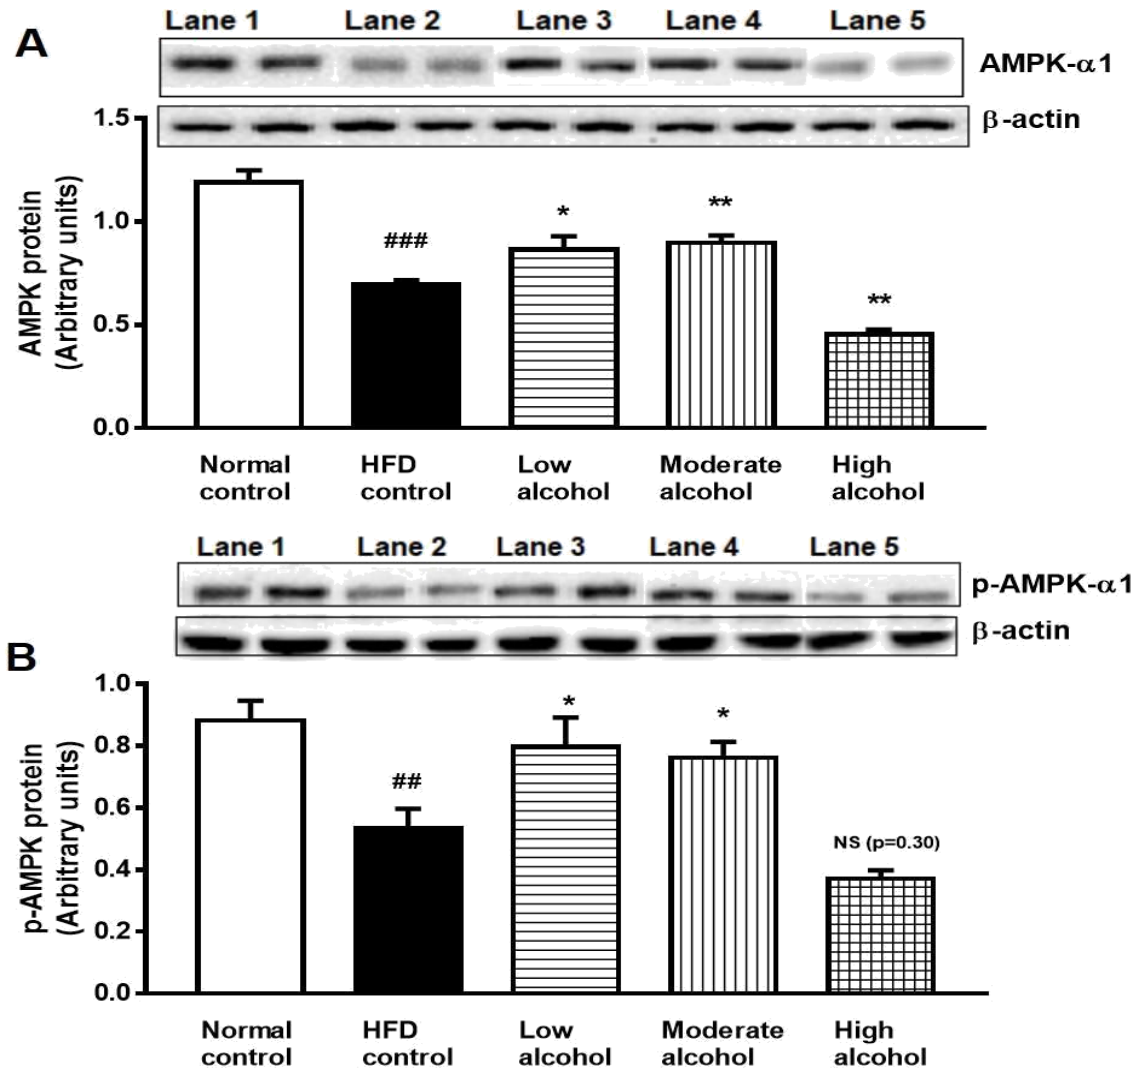 A
Lane 1 Lane 2 Lane 3 Lane 4 Lane 5
AMPK-α1
β-actin
AMPK protein
(Arbitrary units)
1.5
1.0
0.5
0.0
###
*
**
**
Normal control
HFD control
Low alcohol
Moderate alcohol
High alcohol
Lane 1 Lane 2 Lane 3 Lane 4 Lane 5
p-AMPK-α1
β-actin
B
p-AMPK protein
(Arbitrary units)
1.0
0.8
0.6
0.4
0.2
0.0
##
*
*
NS (p=0.30)
Normal control
HFD control
Low alcohol
Moderate alcohol
High alcohol